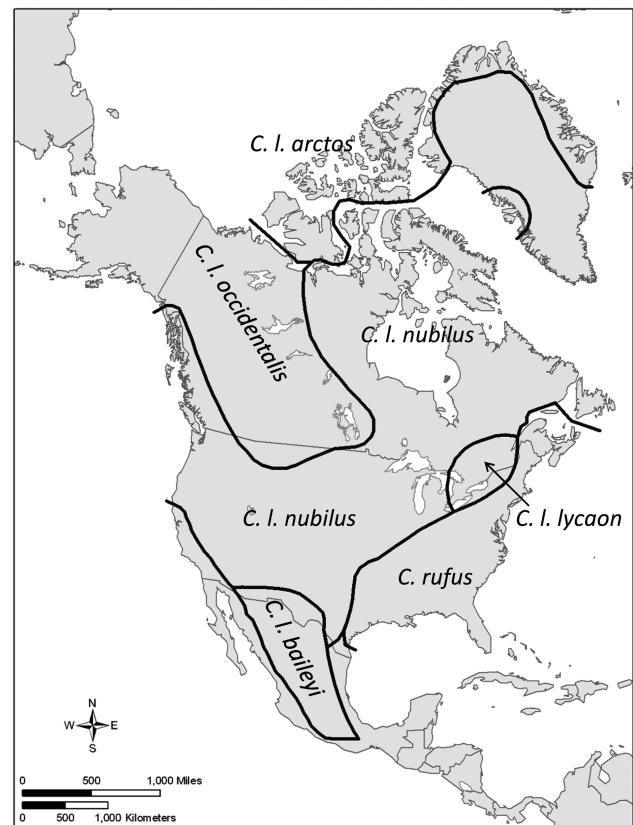 C. l. arctos
C. l. occidentalis
C. l. nubilus
C. l. nubilus
C. l. lycaon
C. rufus
C. l. baileyi
N
W E
S
0 500 1,000 Miles
0 500 1,000 Kilometers